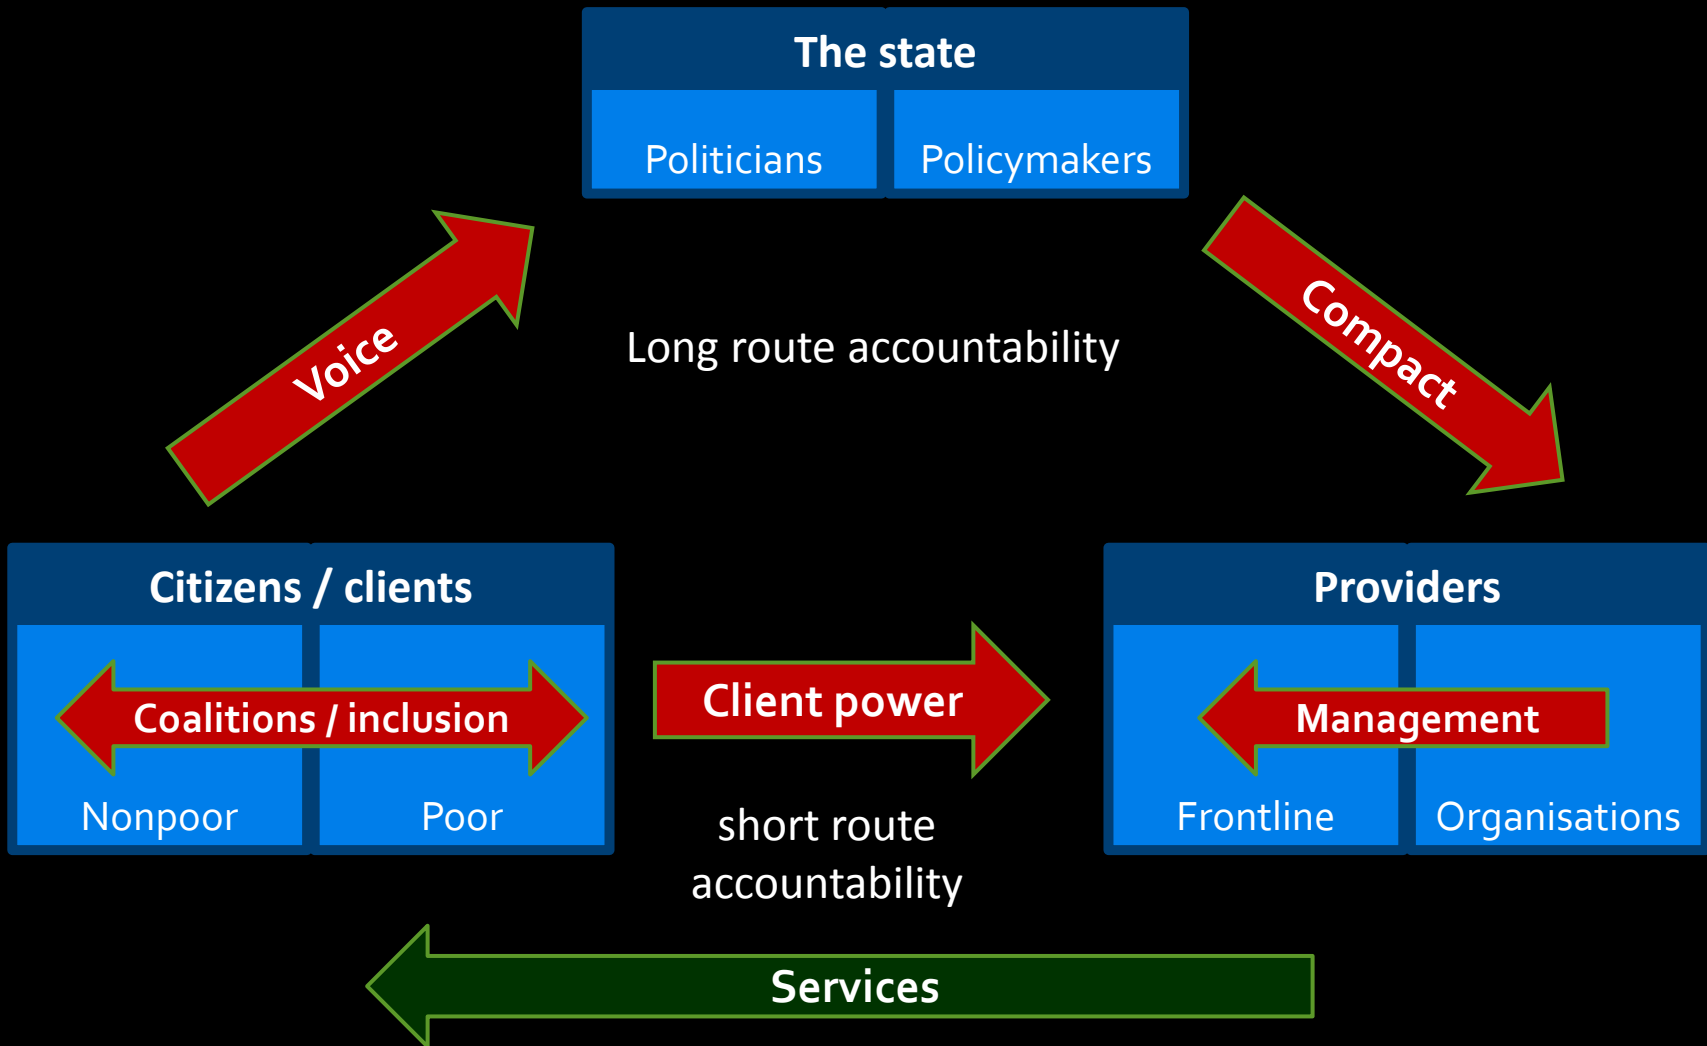 The state
Politicians
Policymakers
Voice
Long route accountability
Compact
Citizens / clients
Providers
Coalitions / inclusion
Client power
Management
Nonpoor
Poor
short route
accountability
Frontline
Organisations
Services